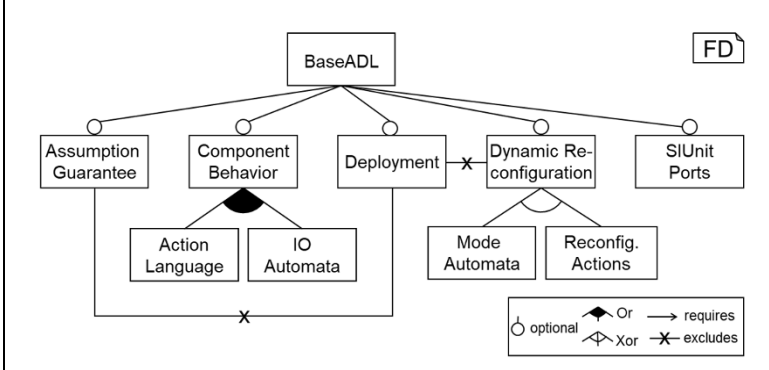 BaseADL
FD
Assumption
Guarantee
Component
Behavior
Deployment
X
Dynamic Re-
configuration
SIUnit
Ports
Action
Language
IO
Automata
Mode
Automata
Reconfig.
Actions
X
optional
Or
requires
Xor
X
excludes